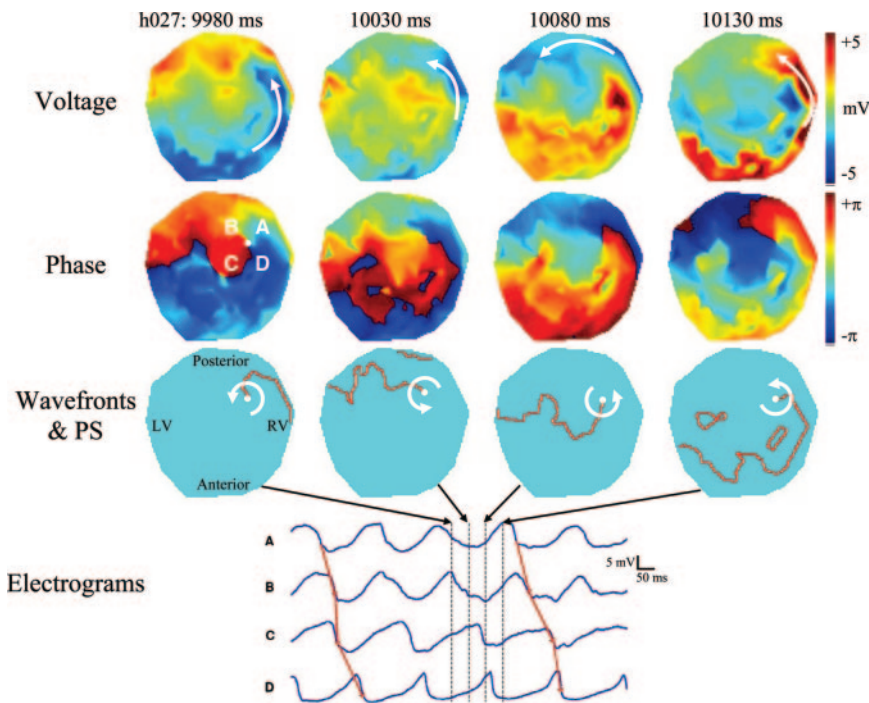 h027: 9980 ms 10030 ms 10080 ms 10130 ms
Voltage
+5
mV
-5
Phase
B A
C D
+π
-π
Wavefronts
& PS
Posterior
LV RV
Anterior
Electrograms
A
B
C
D
5 mV
50 ms